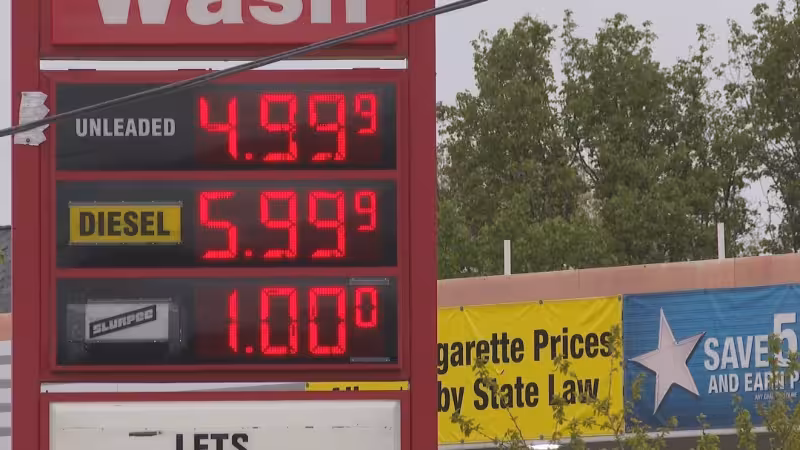 Wash
UNLEADED 4.99 9
DIESEL 5.99 9
SLURPEE 1.00 0
LETS
garette Prices
by State Law
SAVE 5
AND EARN P